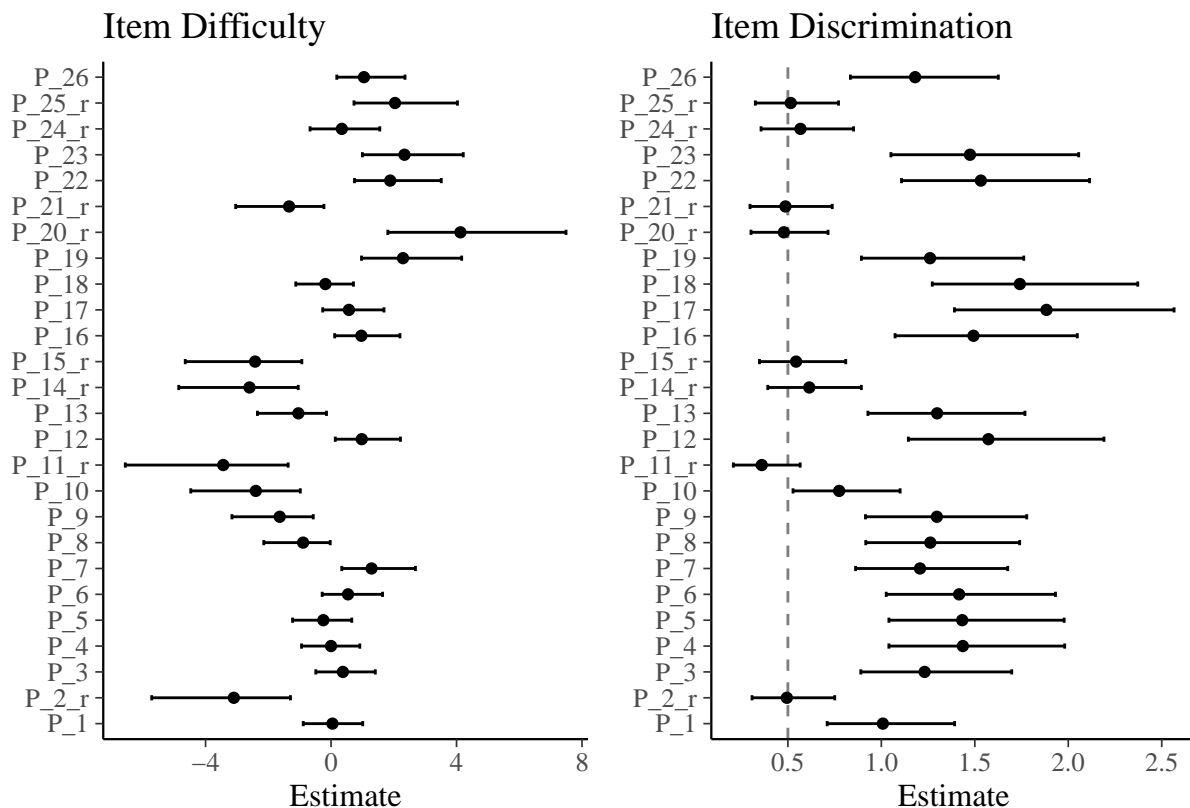 Item Difficulty
P_26
P_25_r
P_24_r
P_23
P_22
P_21_r
P_20_r
P_19
P_18
P_17
P_16
P_15_r
P_14_r
P_13
P_12
P_11_r
P_10
P_9
P_8
P_7
P_6
P_5
P_4
P_3
P_2_r
P_1
−4 0 4 8
Estimate
Item Discrimination
P_26
P_25_r
P_24_r
P_23
P_22
P_21_r
P_20_r
P_19
P_18
P_17
P_16
P_15_r
P_14_r
P_13
P_12
P_11_r
P_10
P_9
P_8
P_7
P_6
P_5
P_4
P_3
P_2_r
P_1
0.5 1.0 1.5 2.0 2.5
Estimate